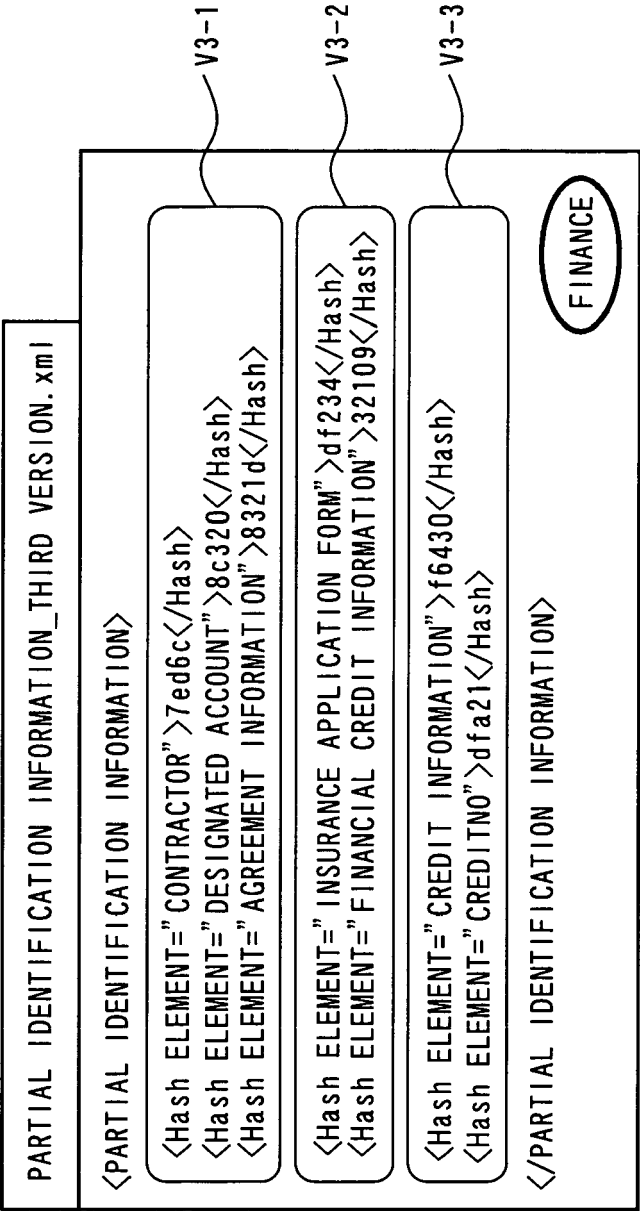 PARTIAL IDENTIFICATION INFORMATION_THIRD VERSION.xml
<PARTIAL IDENTIFICATION INFORMATION>
<Hash ELEMENT="CONTRACTOR">7ed6c</Hash>
<Hash ELEMENT="DESIGNATED ACCOUNT">8c320</Hash>
<Hash ELEMENT="AGREEMENT INFORMATION">8321d</Hash>
V3-1
<Hash ELEMENT="INSURANCE APPLICATION FORM">df234</Hash>
<Hash ELEMENT="FINANCIAL CREDIT INFORMATION">32109</Hash>
V3-2
<Hash ELEMENT="CREDIT INFORMATION">f6430</Hash>
<Hash ELEMENT="CREDITNO">dfa21</Hash>
V3-3
</PARTIAL IDENTIFICATION INFORMATION>
FINANCE